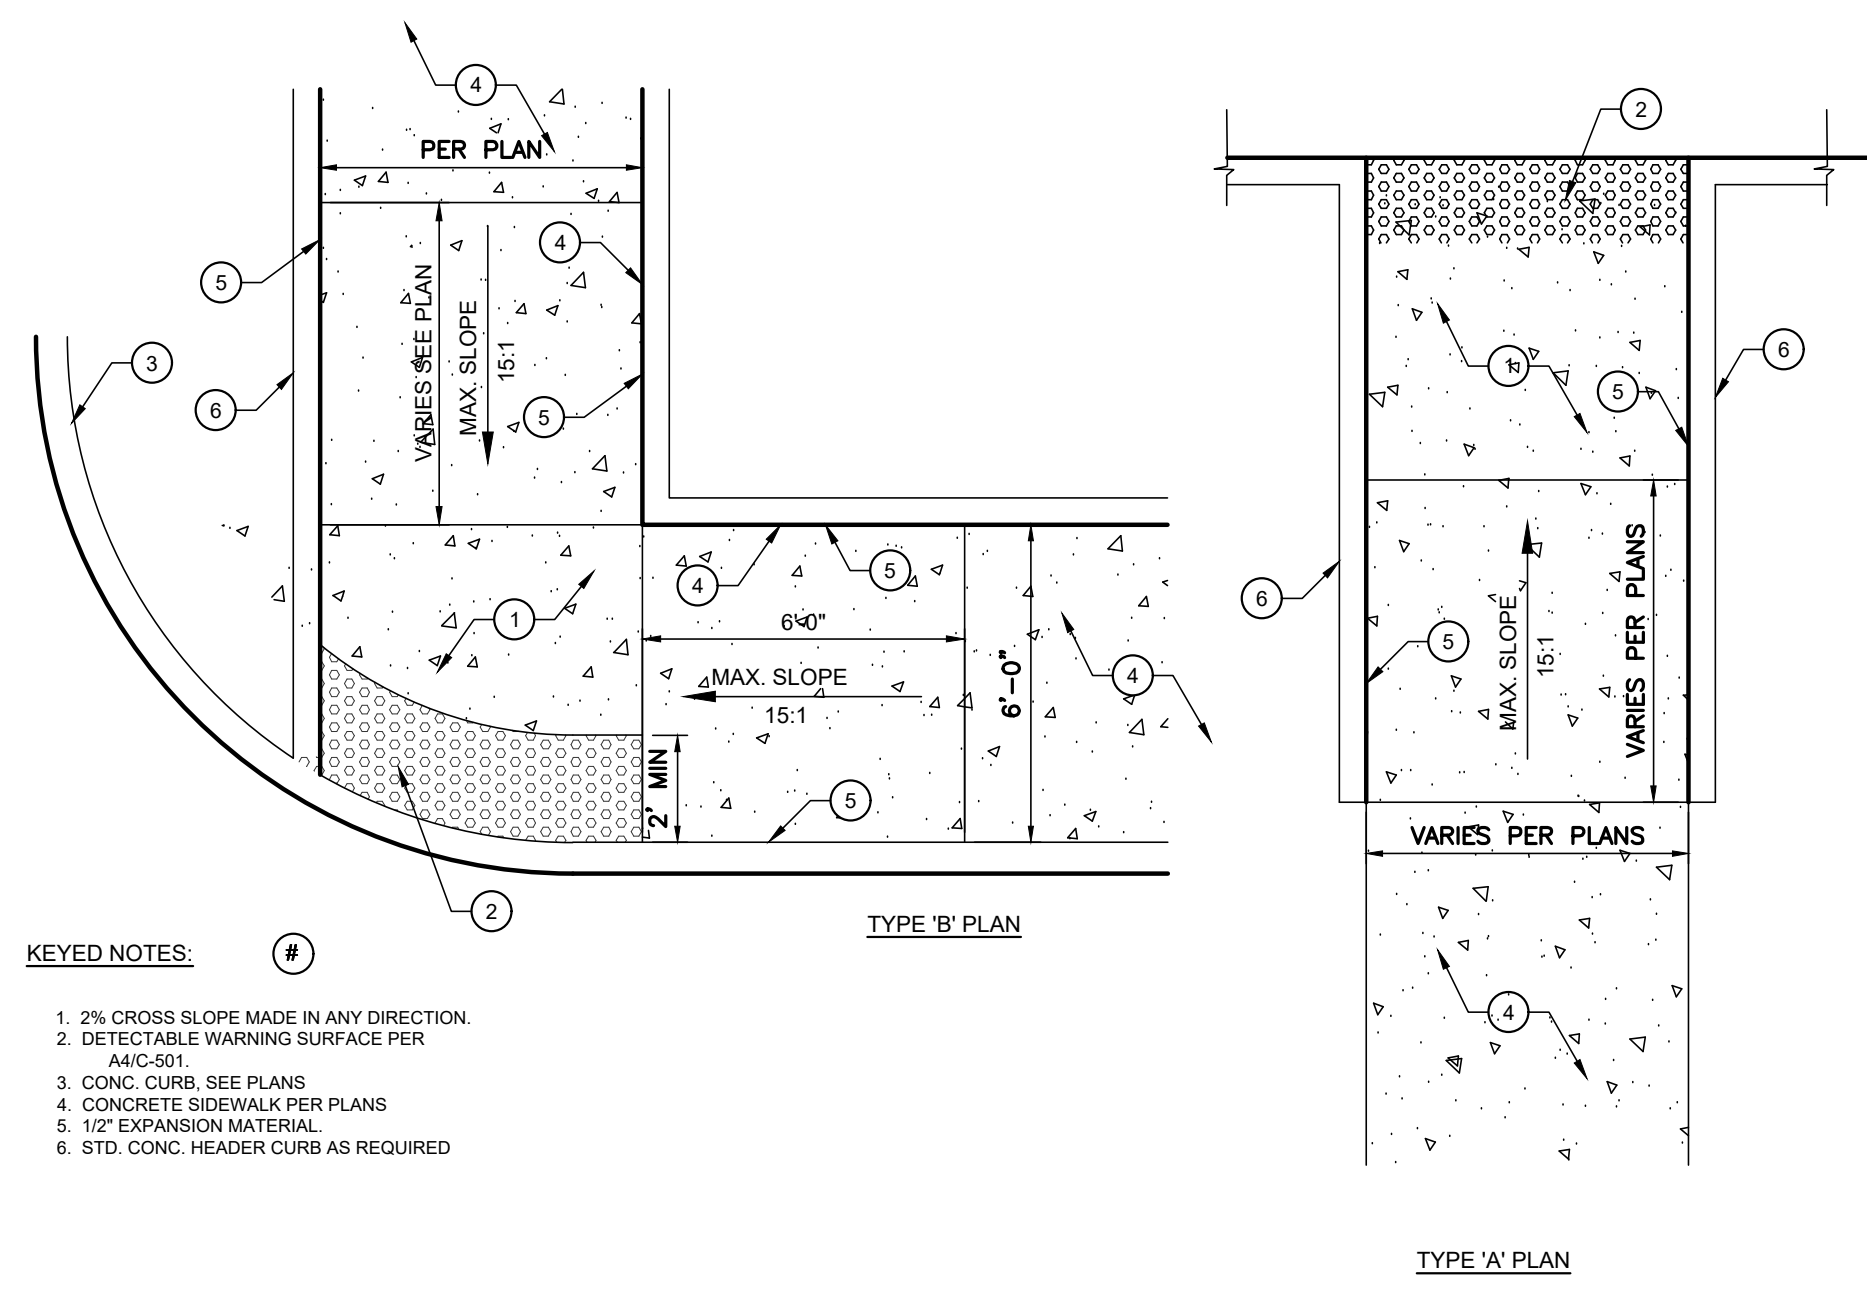 4
PER PLAN
2
5
4
VARIES SEE PLAN
MAX. SLOPE
15:1
3
6
5
1
5
6
4
5
6'-0"
MAX. SLOPE
15:1
6'-0"
4
1
2' MIN
5
2
TYPE 'B' PLAN
6
5
MAX. SLOPE
15:1
VARIES PER PLANS
VARIES PER PLANS
4
TYPE 'A' PLAN
KEYED NOTES: #
1. 2% CROSS SLOPE MADE IN ANY DIRECTION.
2. DETECTABLE WARNING SURFACE PER
A4/C-501.
3. CONC. CURB, SEE PLANS
4. CONCRETE SIDEWALK PER PLANS
5. 1/2" EXPANSION MATERIAL.
6. STD. CONC. HEADER CURB AS REQUIRED